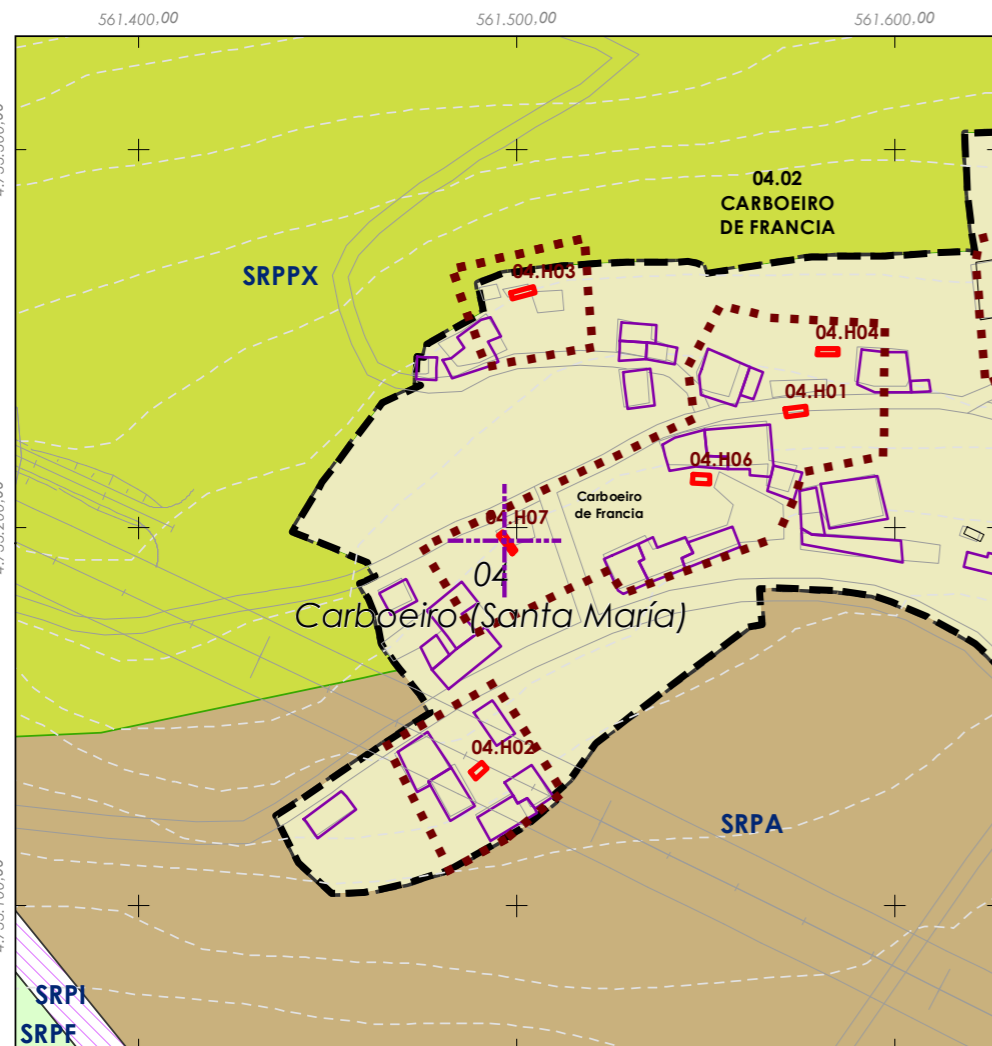 561.400,00
561.500,00
561.600,00
04.02
CARBOEIRO
DE FRANCIA
SRPPX
04.H03
04.H04
04.H01
04.H06
Carboeiro
de Francia
04.H07
04
Carboeiro (Santa María)
04.H02
SRPA
SRPI
SRPF